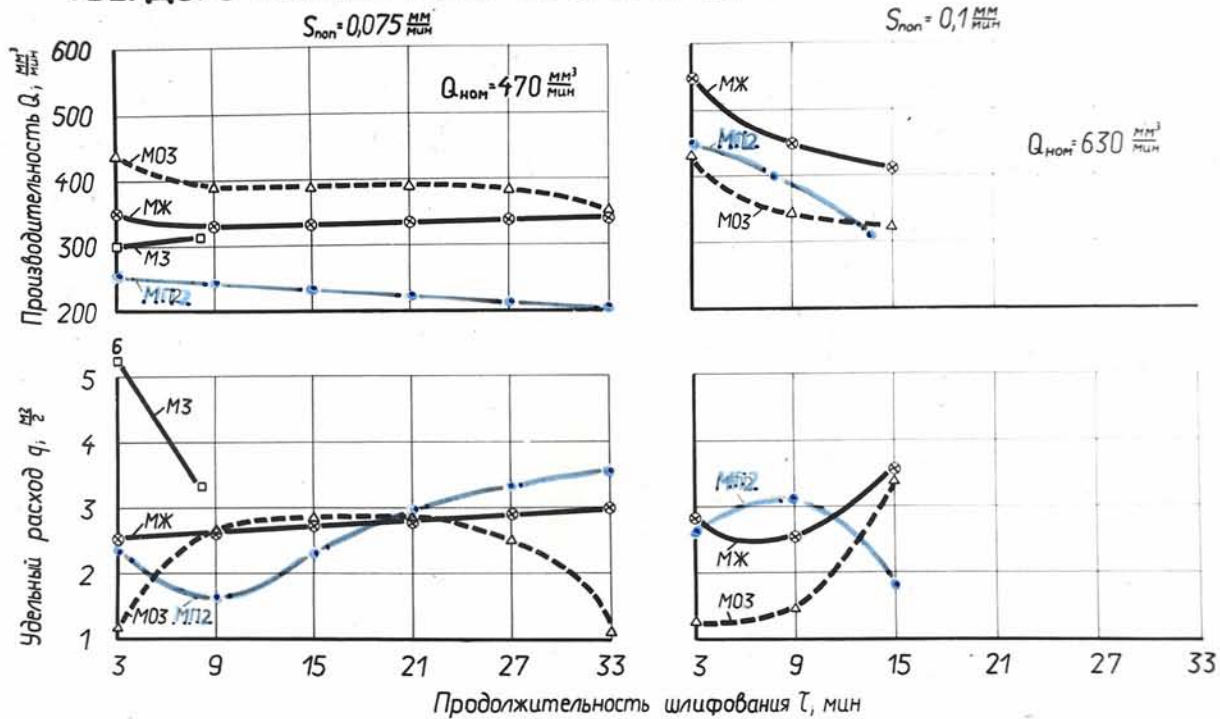 Sпоп=0,075 мм/мин
Sпоп=0,1 мм/мин
Производительность Q, мм³/мин
600
500
400
300
200
Qном=470 мм³/мин
МОЗ
МЖ
МЗ
МП2
МЖ
МП2
МОЗ
Qном=630 мм³/мин
Удельный расход q, мг/г
б
5
4
3
2
1
МЗ
МЖ
МОЗ
МП2
МП2
МЖ
МОЗ
3 9 15 21 27 33
3 9 15 21 27 33
Продолжительность шлифования τ, мин